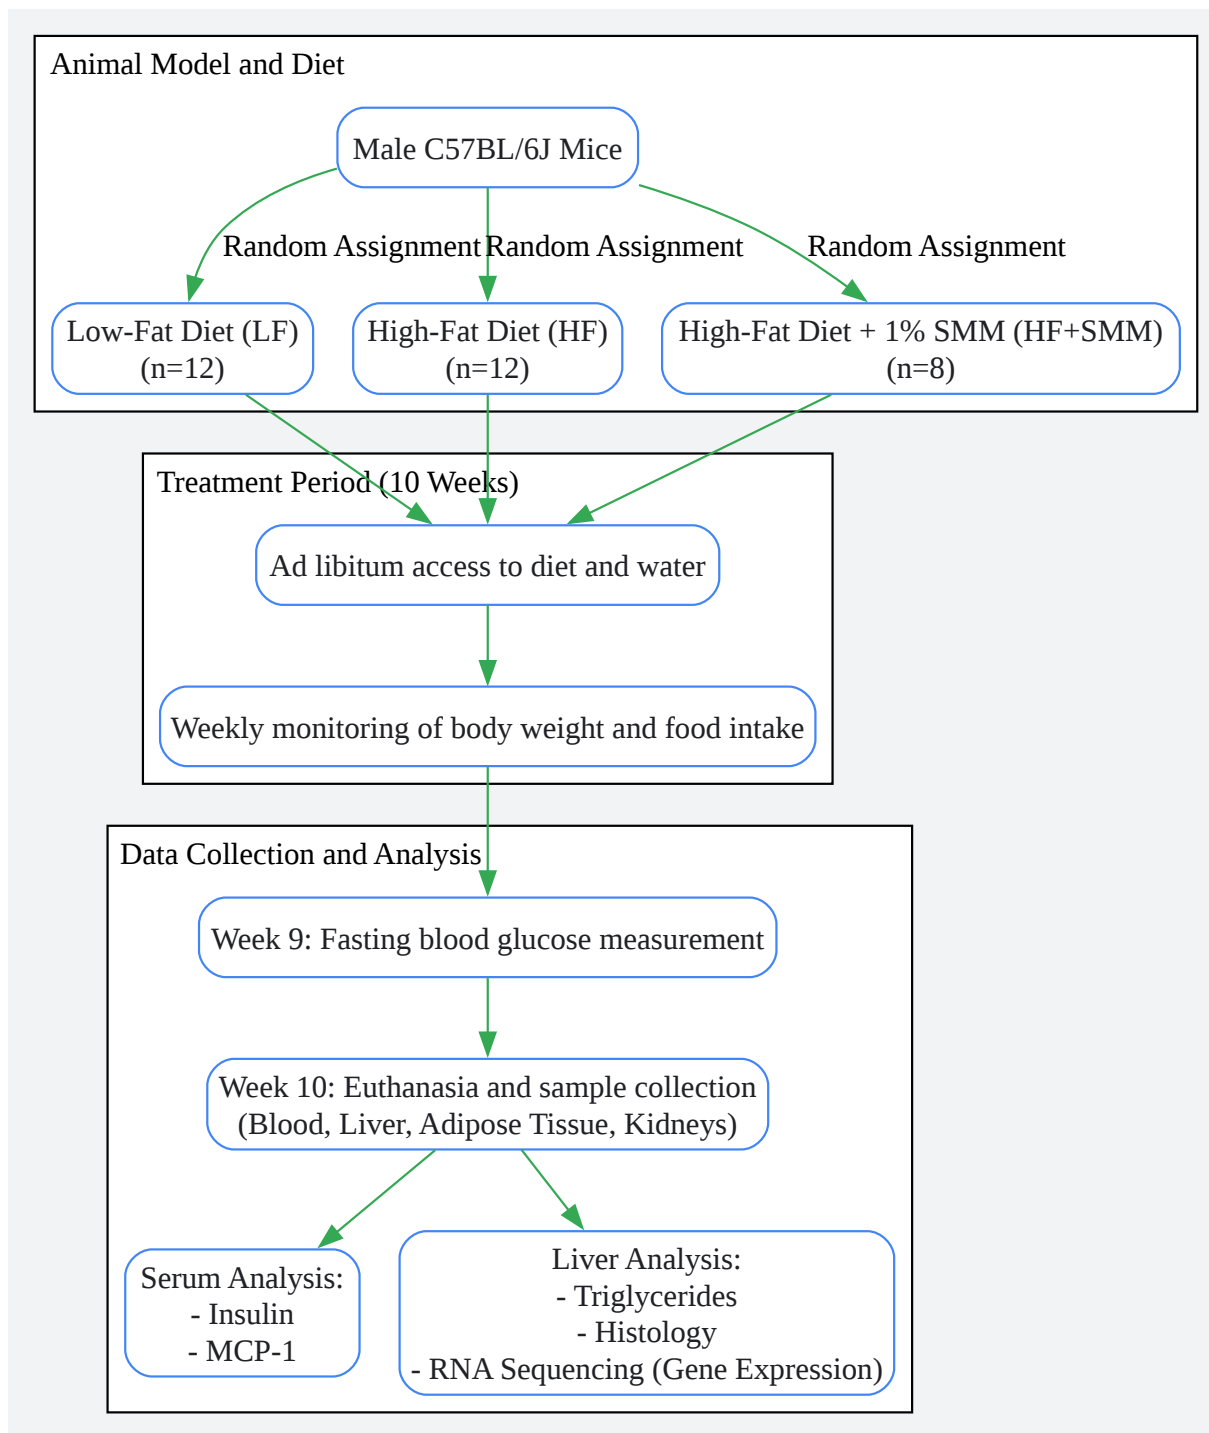 Animal Model and Diet
Male C57BL/6J Mice
Random Assignment
Random Assignment
Random Assignment
Low-Fat Diet (LF)
(n=12)
High-Fat Diet (HF)
(n=12)
High-Fat Diet + 1% SMM (HF+SMM)
(n=8)
Treatment Period (10 Weeks)
Ad libitum access to diet and water
Weekly monitoring of body weight and food intake
Data Collection and Analysis
Week 9: Fasting blood glucose measurement
Week 10: Euthanasia and sample collection
(Blood, Liver, Adipose Tissue, Kidneys)
Serum Analysis:
- Insulin
- MCP-1
Liver Analysis:
- Triglycerides
- Histology
- RNA Sequencing (Gene Expression)